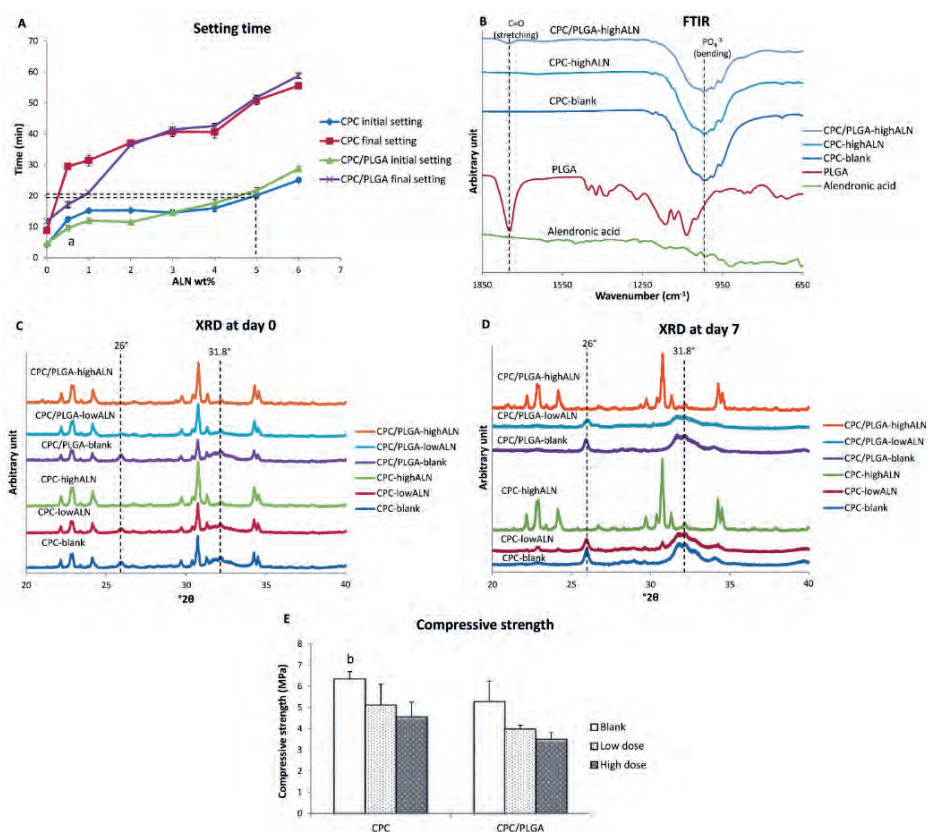 A
Setting time
70
60
50
40
30
20
10
0
Time (min)
a
0 1 2 3 4 5 6 7
ALN wt%
CPC initial setting
CPC final setting
CPC/PLGA initial setting
CPC/PLGA final setting
B
FTIR
C=O
(stretching)
PO₄⁻³
(bending)
CPC/PLGA-highALN
CPC-highALN
CPC-blank
PLGA
Alendronic acid
Arbitrary unit
1850 1550 1250 950 650
Wavenumber (cm⁻¹)
CPC/PLGA-highALN
CPC-highALN
CPC-blank
PLGA
Alendronic acid
C
XRD at day 0
26°
31.8°
CPC/PLGA-highALN
CPC/PLGA-lowALN
CPC/PLGA-blank
CPC-highALN
CPC-lowALN
CPC-blank
Arbitrary unit
20 25 30 35 40
°2θ
CPC/PLGA-highALN
CPC/PLGA-lowALN
CPC/PLGA-blank
CPC-highALN
CPC-lowALN
CPC-blank
D
XRD at day 7
26°
31.8°
CPC/PLGA-highALN
CPC/PLGA-lowALN
CPC/PLGA-blank
CPC-highALN
CPC-lowALN
CPC-blank
Arbitrary unit
20 25 30 35 40
°2θ
CPC/PLGA-highALN
CPC/PLGA-lowALN
CPC/PLGA-blank
CPC-highALN
CPC-lowALN
CPC-blank
E
Compressive strength
8
7
6
5
4
3
2
1
0
Compressive strength (MPa)
b
CPC CPC/PLGA
Blank
Low dose
High dose